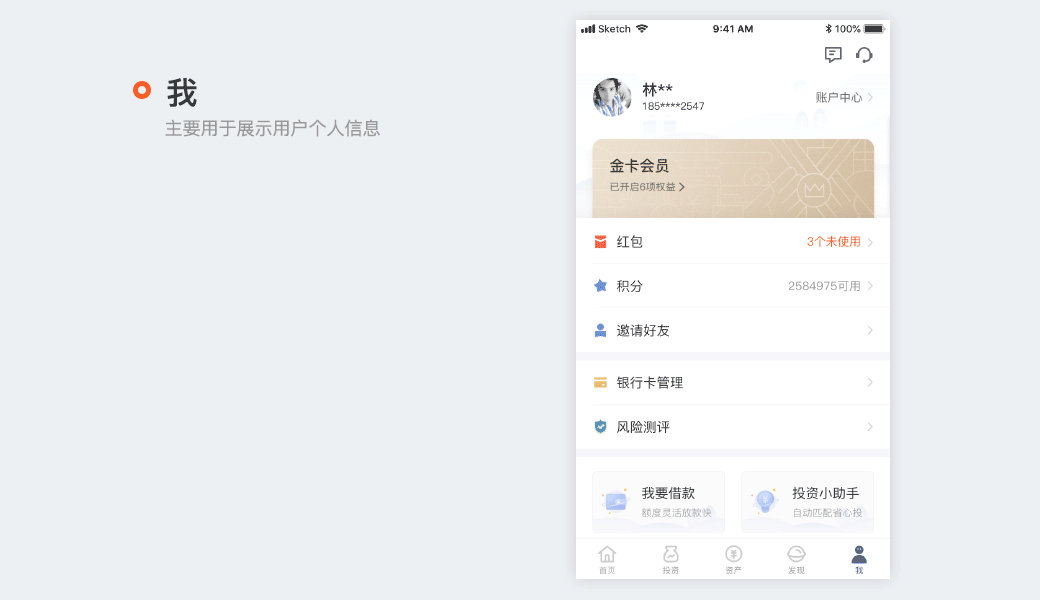 我
主要用于展示用户个人信息
Sketch 9:41 AM 100%
林**
185****2547
账户中心
金卡会员
已开启6项权益
红包 3个未使用
积分 2584975可用
邀请好友
银行卡管理
风险测评
我要借款
额度灵活放款快
投资小助手
自动匹配省心投
首页 投资 资产 发现 我